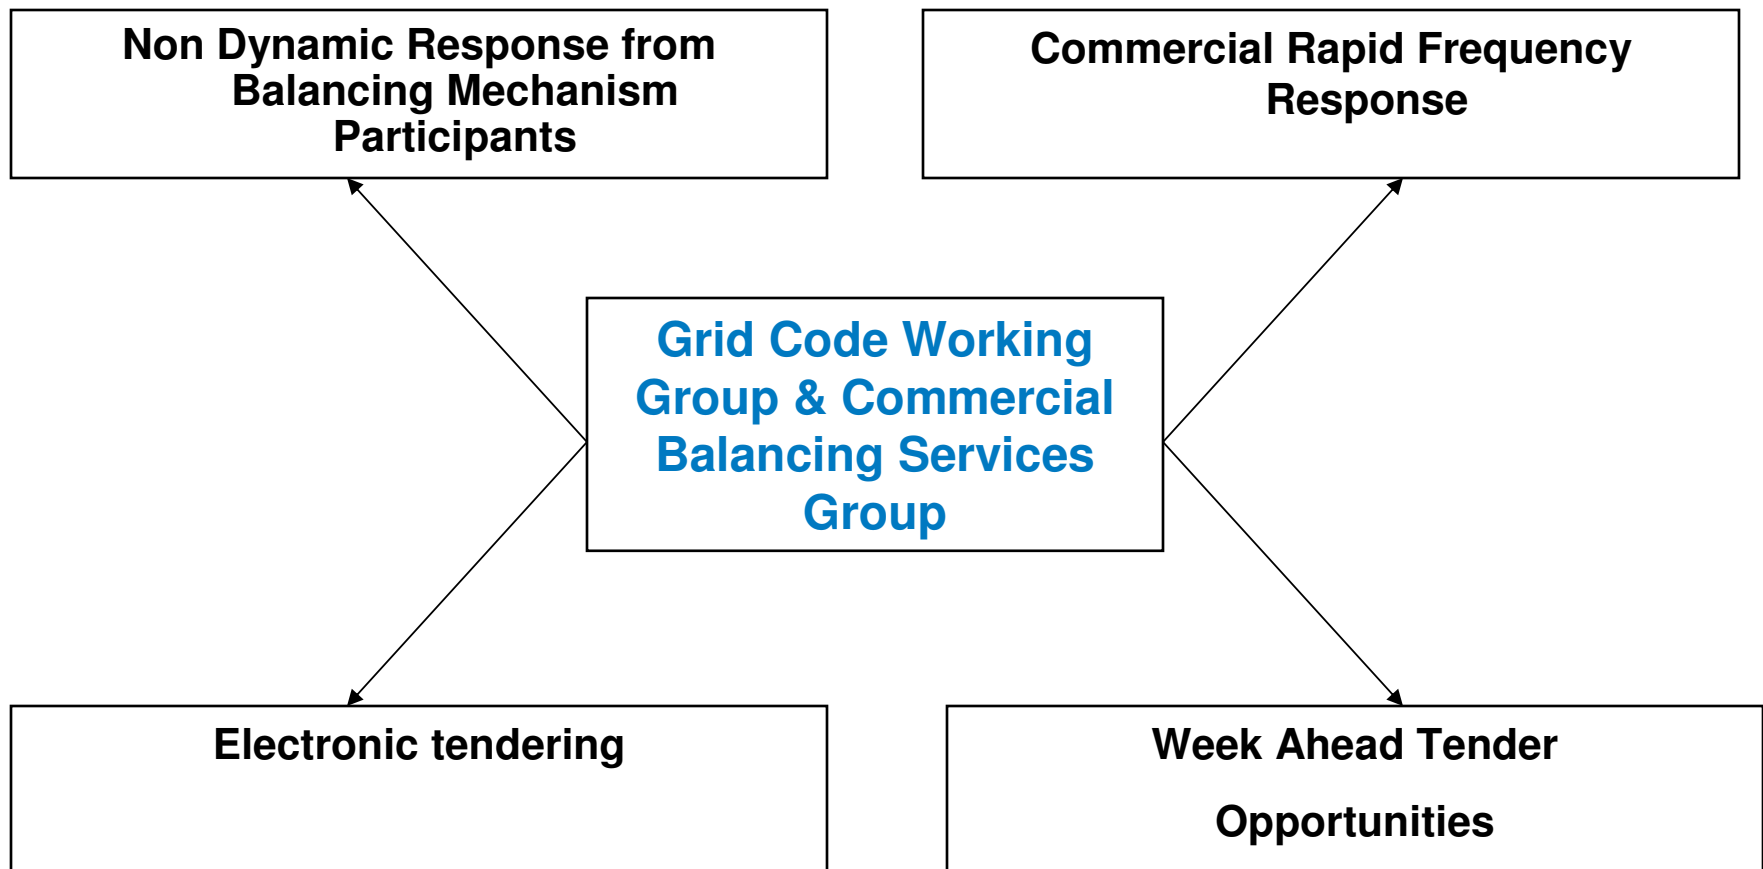 Non Dynamic Response from
Balancing Mechanism
Participants
Commercial Rapid Frequency
Response
Grid Code Working
Group & Commercial
Balancing Services
Group
Electronic tendering
Week Ahead Tender
Opportunities